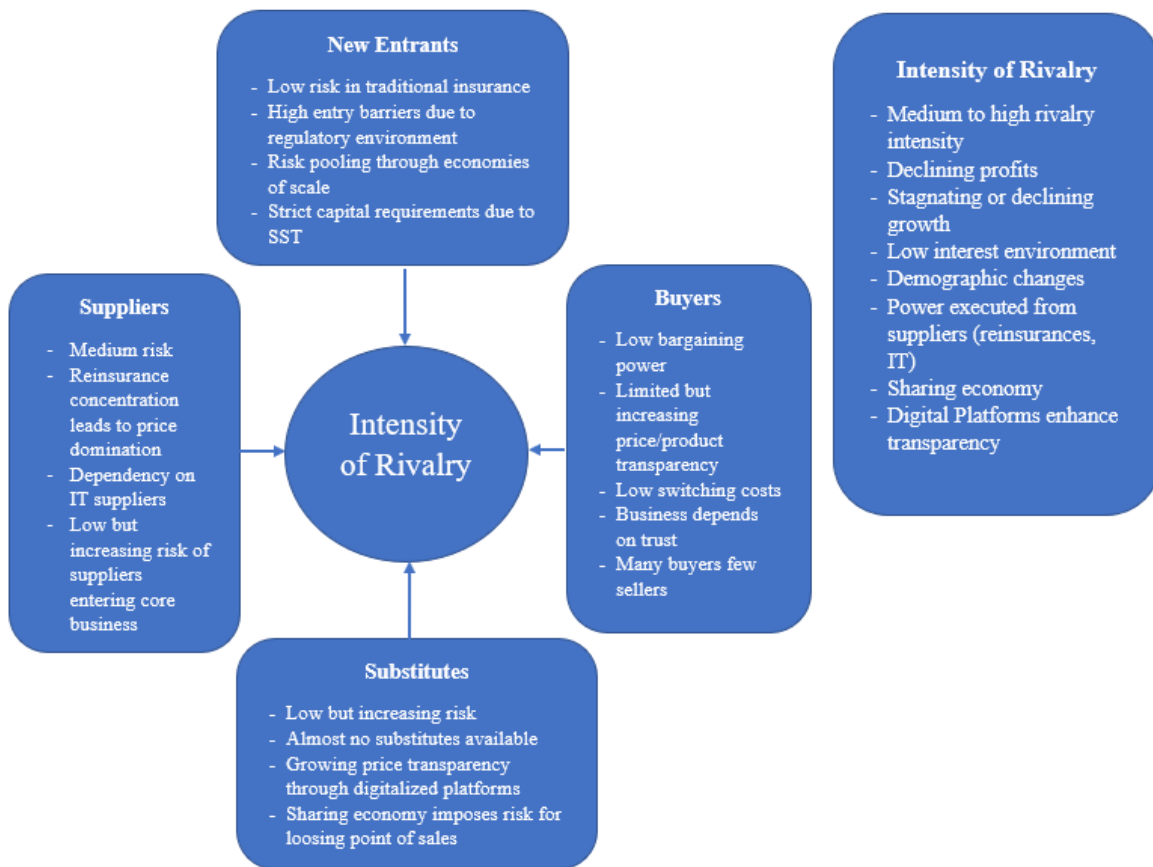 New Entrants
- Low risk in traditional insurance
- High entry barriers due to
regulatory environment
- Risk pooling through economies
of scale
- Strict capital requirements due to
SST
Intensity of Rivalry
- Medium to high rivalry
intensity
- Declining profits
- Stagnating or declining
growth
- Low interest environment
- Demographic changes
- Power executed from
suppliers (reinsurances,
IT)
- Sharing economy
- Digital Platforms enhance
transparency
Suppliers
- Medium risk
- Reinsurance
concentration
leads to price
domination
- Dependency on
IT suppliers
- Low but
increasing risk of
suppliers
entering core
business
Intensity
of Rivalry
Buyers
- Low bargaining
power
- Limited but
increasing
price/product
transparency
- Low switching costs
- Business depends
on trust
- Many buyers few
sellers
Substitutes
- Low but increasing risk
- Almost no substitutes available
- Growing price transparency
through digitalized platforms
- Sharing economy imposes risk for
loosing point of sales